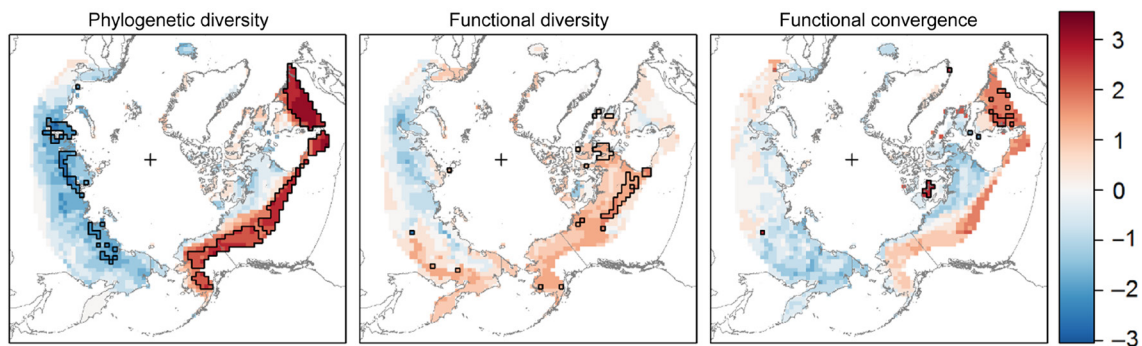 Phylogenetic diversity
Functional diversity
Functional convergence
3
2
1
0
−1
−2
−3